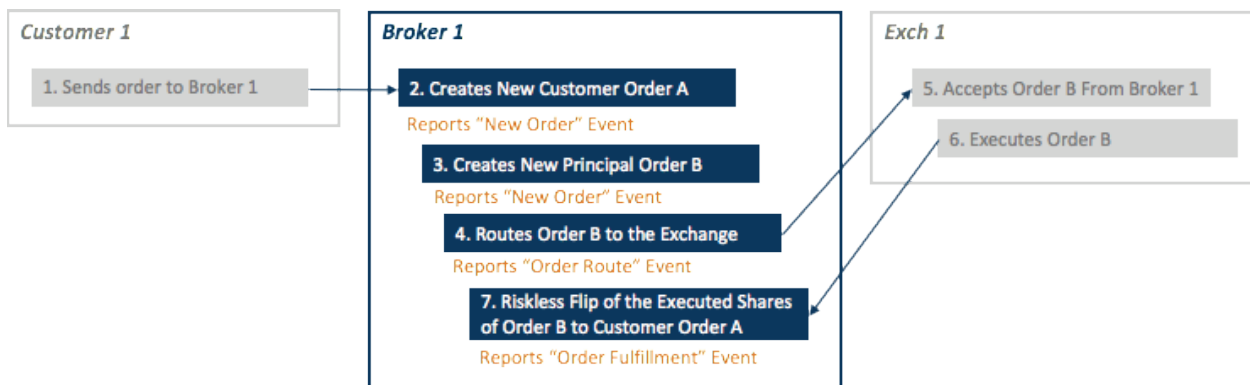 Customer 1
1. Sends order to Broker 1
Broker 1
2. Creates New Customer Order A
Reports "New Order" Event
3. Creates New Principal Order B
Reports "New Order" Event
4. Routes Order B to the Exchange
Reports "Order Route" Event
7. Riskless Flip of the Executed Shares
of Order B to Customer Order A
Reports "Order Fulfillment" Event
Exch 1
5. Accepts Order B From Broker 1
6. Executes Order B